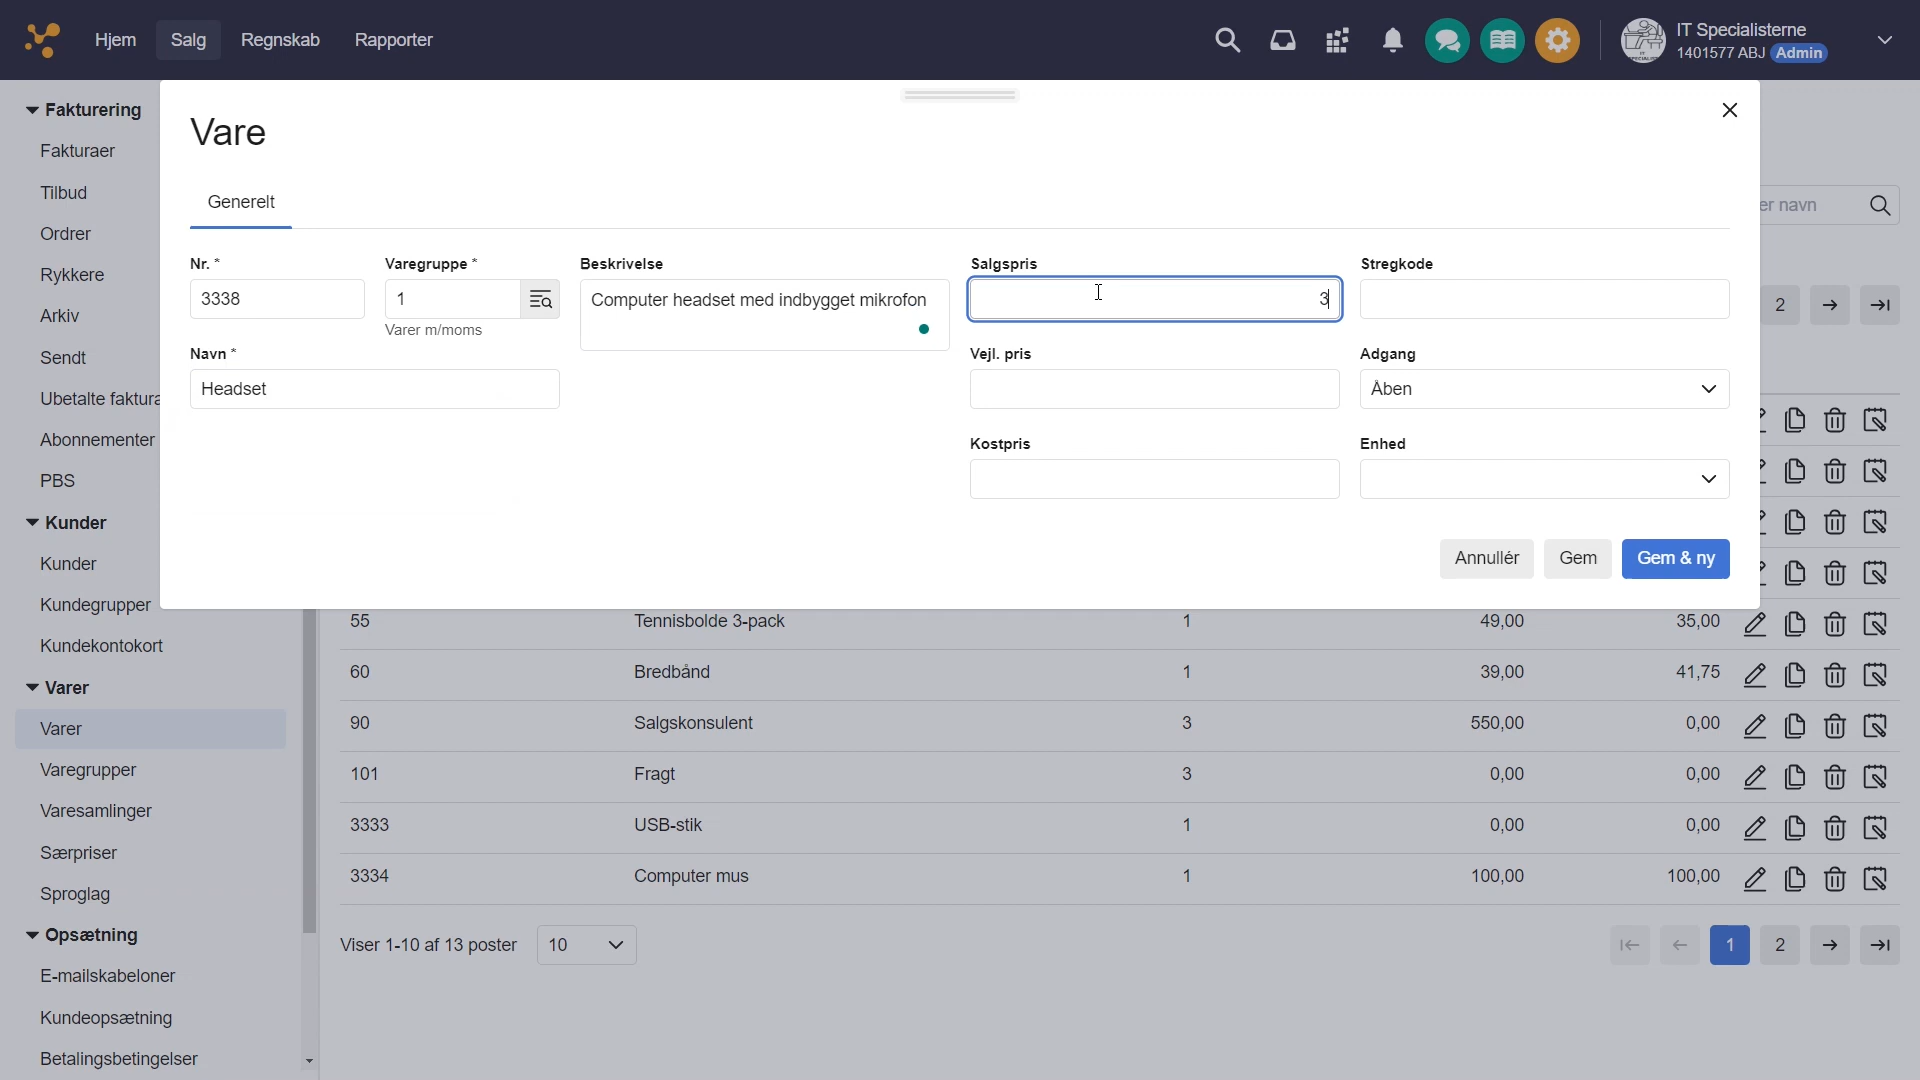 Hjem
Salg
Regnskab
Rapporter
IT Specialisterne
1401577 ABJ Admin
Fakturering
Fakturaer
Tilbud
Ordrer
Rykkere
Arkiv
Sendt
Ubetalte faktura
Abonnementer
PBS
Kunder
Kunder
Kundegrupper
Kundekontokort
Varer
Varer
Varegrupper
Varesamlinger
Særpriser
Sproglag
Opsætning
E-mailskabeloner
Kundeopsætning
Betalingsbetingelser
Vare
Generelt
Nr. *
3338
Varegruppe *
1
Varer m/moms
Navn *
Headset
Beskrivelse
Computer headset med indbygget mikrofon
Salgspris
3
Vejl. pris
Kostpris
Stregkode
Adgang
Åben
Enhed
Annullér
Gem
Gem & ny
er navn
2
55 Tennisbolde 3-pack 1 49,00 35,00
60 Bredbånd 1 39,00 41,75
90 Salgskonsulent 3 550,00 0,00
101 Fragt 3 0,00 0,00
3333 USB-stik 1 0,00 0,00
3334 Computer mus 1 100,00 100,00
Viser 1-10 af 13 poster 10
1 2